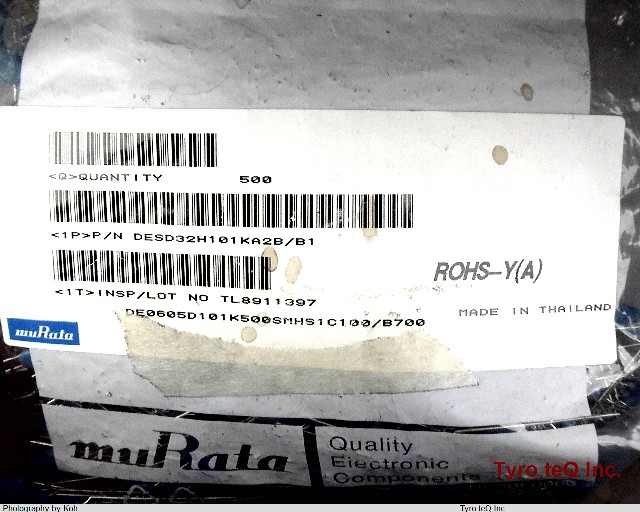 <Q>QUANTITY 500
<1P>P/N DESD32H101KA2B/B1
ROHS-Y(A)
<1T>INSP/LOT NO TL8911397
MADE IN THAILAND
DE0605D101K500SMHS1C100/B700
muRata
muRata
Quality
Electronic
Components
Tyro teQ Inc.
Photography by Koh
Tyro teQ Inc